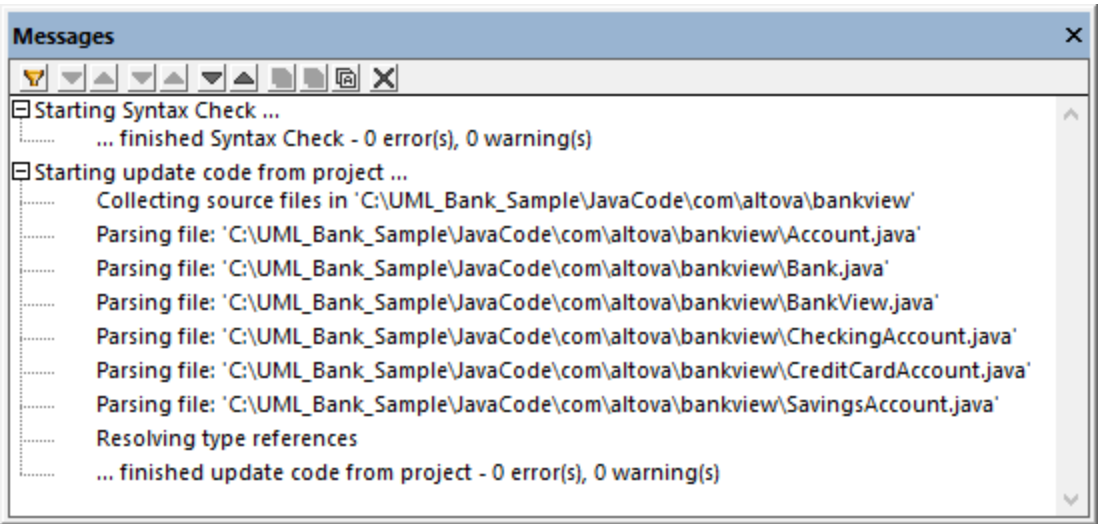 Messages
Starting Syntax Check ...
... finished Syntax Check - 0 error(s), 0 warning(s)
Starting update code from project ...
Collecting source files in 'C:\UML_Bank_Sample\JavaCode\com\altova\bankview'
Parsing file: 'C:\UML_Bank_Sample\JavaCode\com\altova\bankview\Account.java'
Parsing file: 'C:\UML_Bank_Sample\JavaCode\com\altova\bankview\Bank.java'
Parsing file: 'C:\UML_Bank_Sample\JavaCode\com\altova\bankview\BankView.java'
Parsing file: 'C:\UML_Bank_Sample\JavaCode\com\altova\bankview\CheckingAccount.java'
Parsing file: 'C:\UML_Bank_Sample\JavaCode\com\altova\bankview\CreditCardAccount.java'
Parsing file: 'C:\UML_Bank_Sample\JavaCode\com\altova\bankview\SavingsAccount.java'
Resolving type references
... finished update code from project - 0 error(s), 0 warning(s)